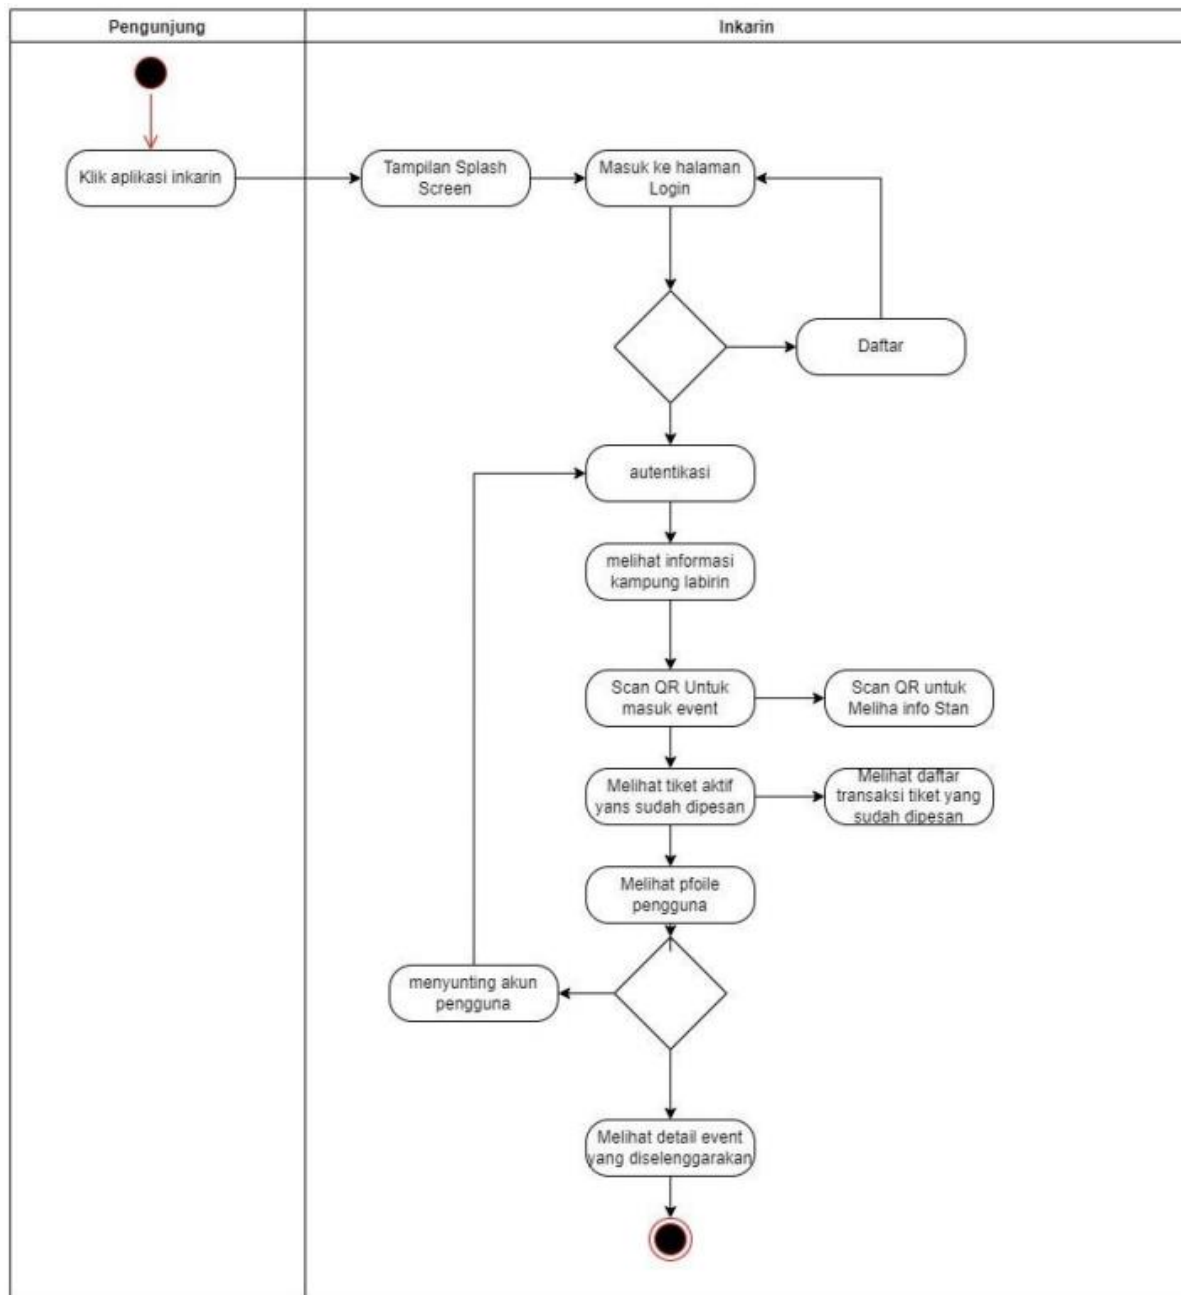 Pengunjung
Inkarin
Klik aplikasi inkarin
Tampilan Splash
Screen
Masuk ke halaman
Login
Daftar
autentikasi
melihat informasi
kampung labirin
Scan QR Untuk
masuk event
Scan QR untuk
Meliha info Stan
Melihat tiket aktif
yans sudah dipesan
Melihat daftar
transaksi tiket yang
sudah dipesan
Melihat pfoile
pengguna
menyunting akun
pengguna
Melihat detail event
yang diselenggarakan